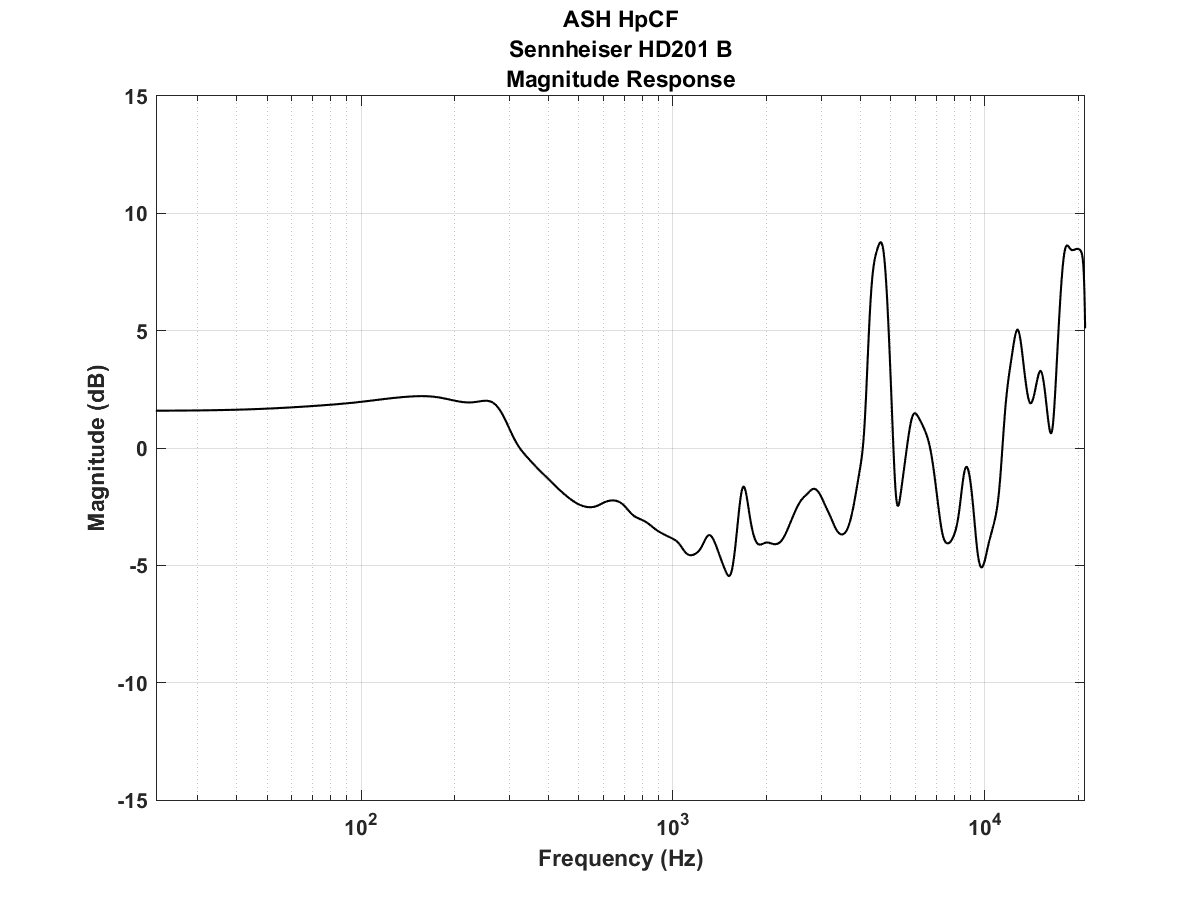 ASH HpCF
Sennheiser HD201 B
Magnitude Response
15
10
5
0
-5
-10
-15
Magnitude (dB)
10² 10³ 10⁴
Frequency (Hz)